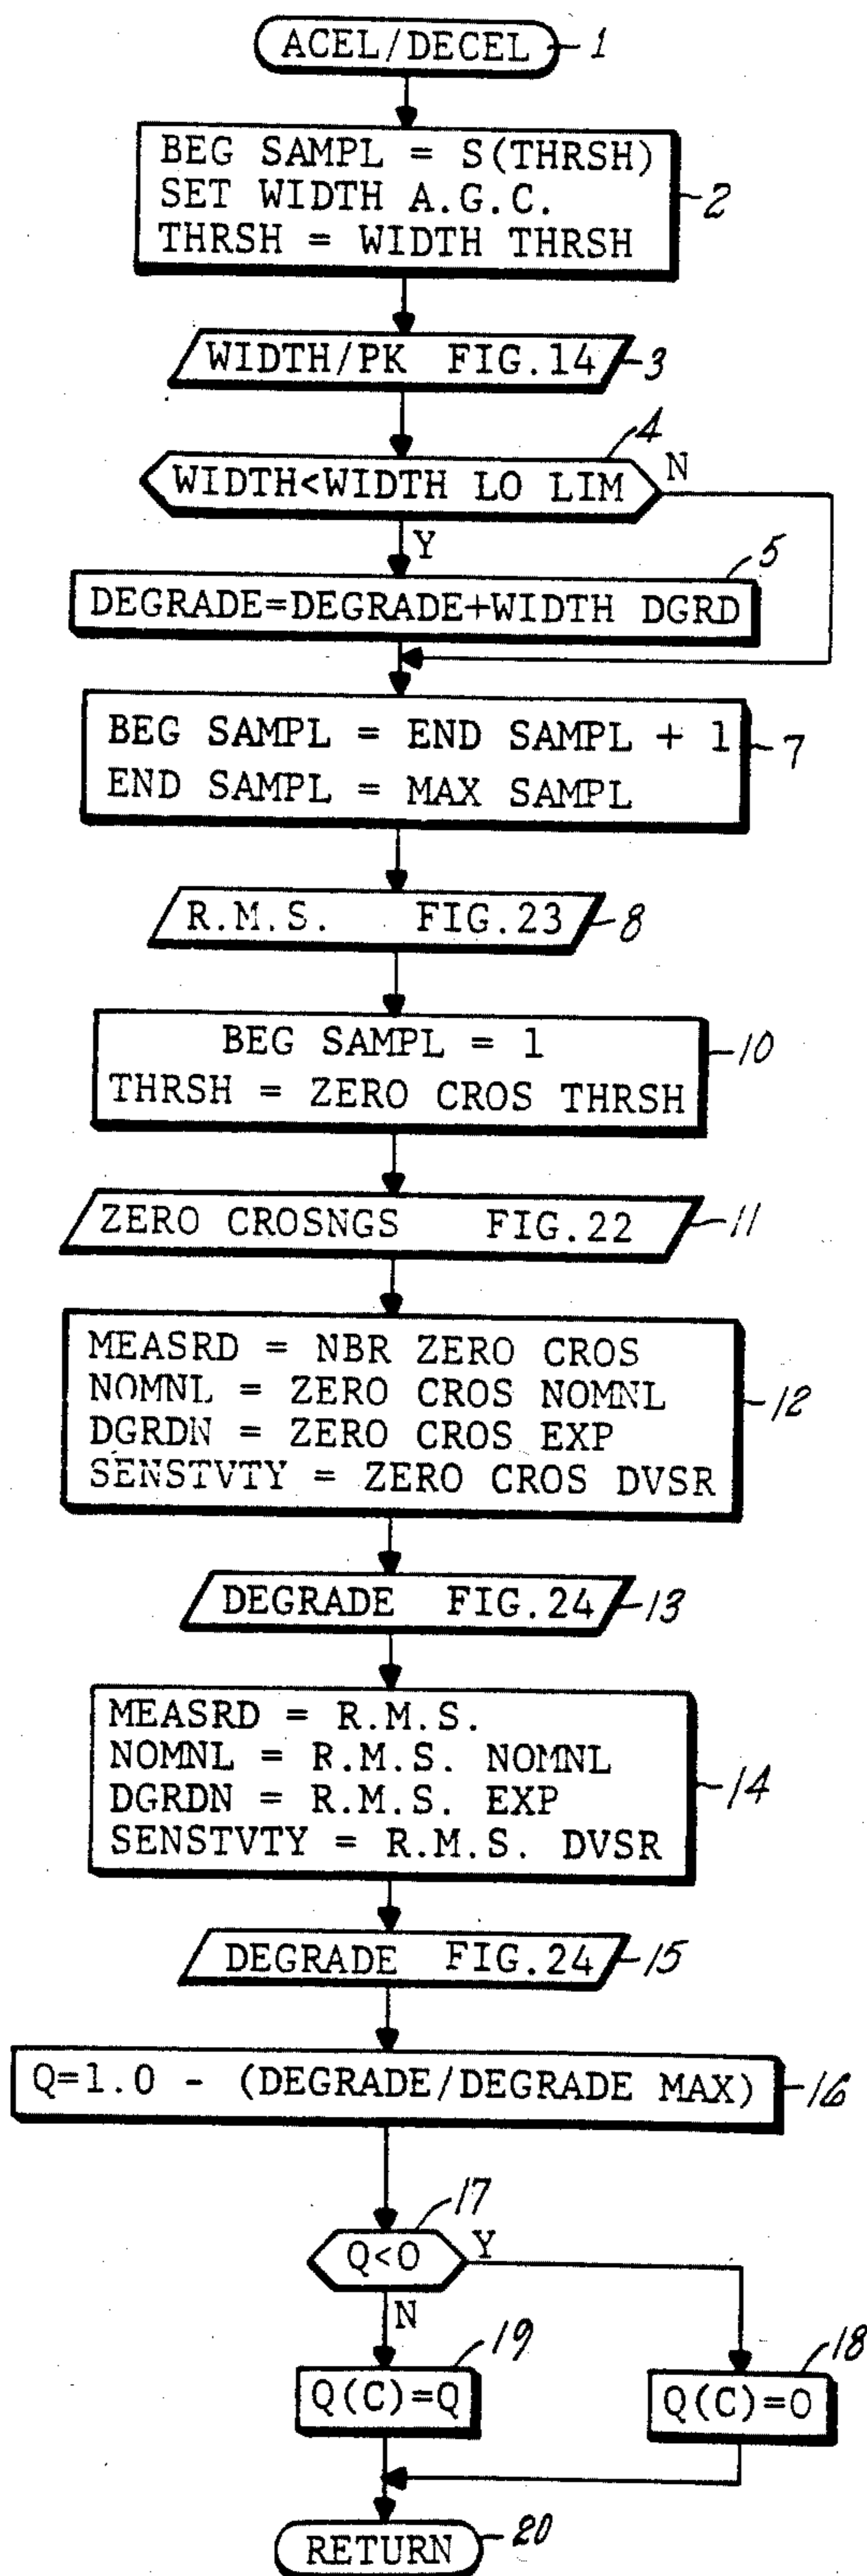 ACEL/DECEL 1
BEG SAMPL = S(THRSH)
SET WIDTH A.G.C. 2
THRSH = WIDTH THRSH
WIDTH/PK FIG.14 3
4
WIDTH<WIDTH LO LIM N
Y
5
DEGRADE=DEGRADE+WIDTH DGRD
BEG SAMPL = END SAMPL + 1
7
END SAMPL = MAX SAMPL
R.M.S. FIG.23 8
BEG SAMPL = 1 10
THRSH = ZERO CROS THRSH
ZERO CROSNGS FIG.22 11
MEASRD = NBR ZERO CROS
NOMNL = ZERO CROS NOMNL 12
DGRDN = ZERO CROS EXP
SENSTVTY = ZERO CROS DVSR
DEGRADE FIG.24 13
MEASRD = R.M.S.
NOMNL = R.M.S. NOMNL
DGRDN = R.M.S. EXP 14
SENSTVTY = R.M.S. DVSR
DEGRADE FIG.24 15
Q=1.0 - (DEGRADE/DEGRADE MAX) 16
17
Q<0 Y
N
19 18
Q(C)=Q Q(C)=0
RETURN 20